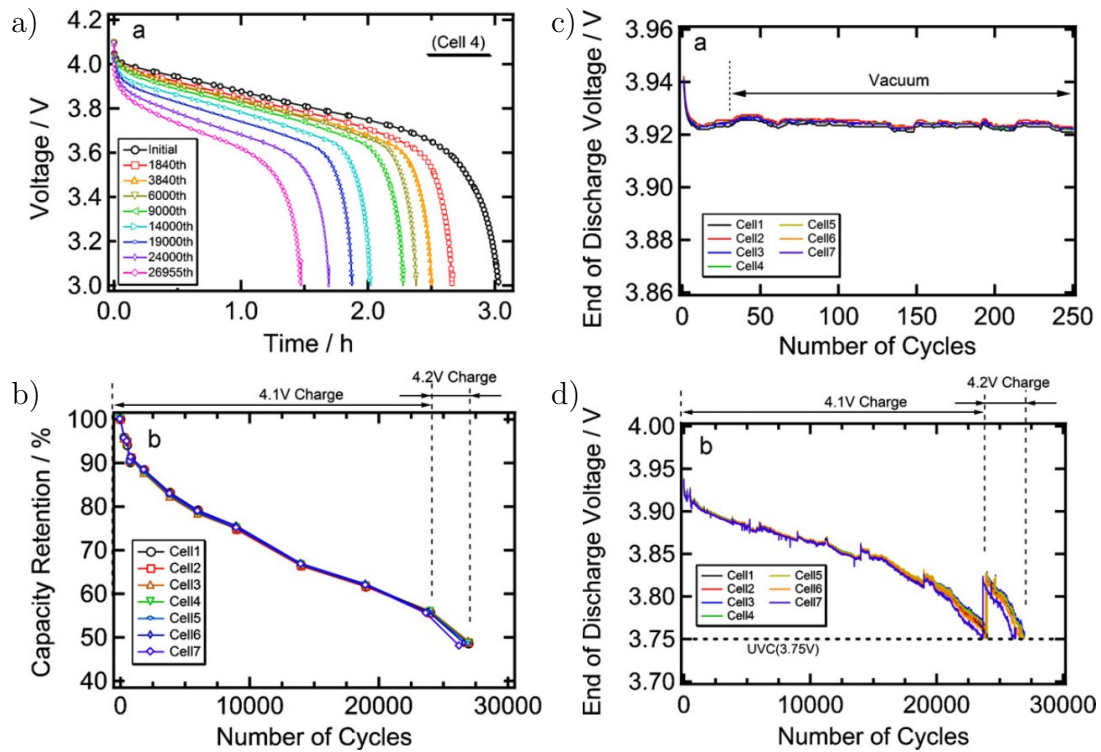 a)
a
(Cell 4)
4.2
4.0
3.8
3.6
3.4
3.2
3.0
Voltage / V
Initial
1840th
3840th
6000th
9000th
14000th
19000th
24000th
26955th
0.0 1.0 2.0 3.0
Time / h
c)
a
Vacuum
3.96
3.94
3.92
3.90
3.88
3.86
End of Discharge Voltage / V
Cell1 Cell5
Cell2 Cell6
Cell3 Cell7
Cell4
0 50 100 150 200 250
Number of Cycles
b)
4.2V Charge
4.1V Charge
b
100
90
80
70
60
50
40
Capacity Retention / %
Cell1
Cell2
Cell3
Cell4
Cell5
Cell6
Cell7
0 10000 20000 30000
Number of Cycles
d)
4.2V Charge
4.1V Charge
b
4.00
3.95
3.90
3.85
3.80
3.75
3.70
End of Discharge Voltage / V
Cell1 Cell5
Cell2 Cell6
Cell3 Cell7
Cell4
UVC(3.75V)
0 10000 20000 30000
Number of Cycles